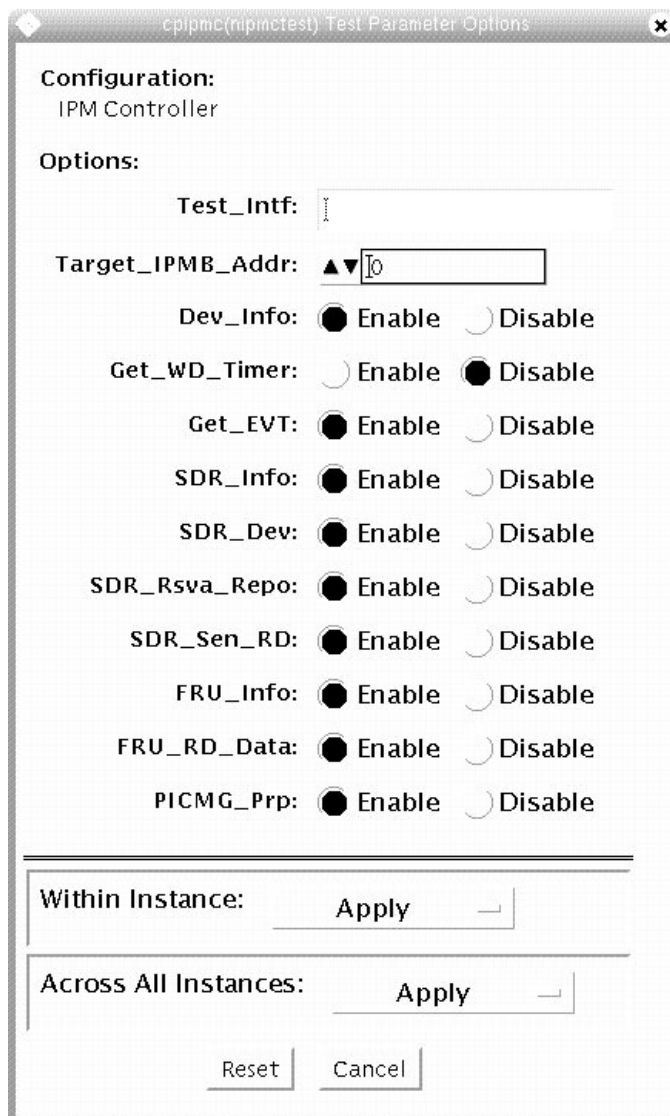 cpipmc(nipmctest) Test Parameter Options
Configuration:
IPM Controller
Options:
Test_Intf:
Target_IPMB_Addr: 0
Dev_Info: Enable Disable
Get_WD_Timer: Enable Disable
Get_EVT: Enable Disable
SDR_Info: Enable Disable
SDR_Dev: Enable Disable
SDR_Rsva_Repo: Enable Disable
SDR_Sen_RD: Enable Disable
FRU_Info: Enable Disable
FRU_RD_Data: Enable Disable
PICMG_Prp: Enable Disable
Within Instance: Apply
Across All Instances: Apply
Reset Cancel